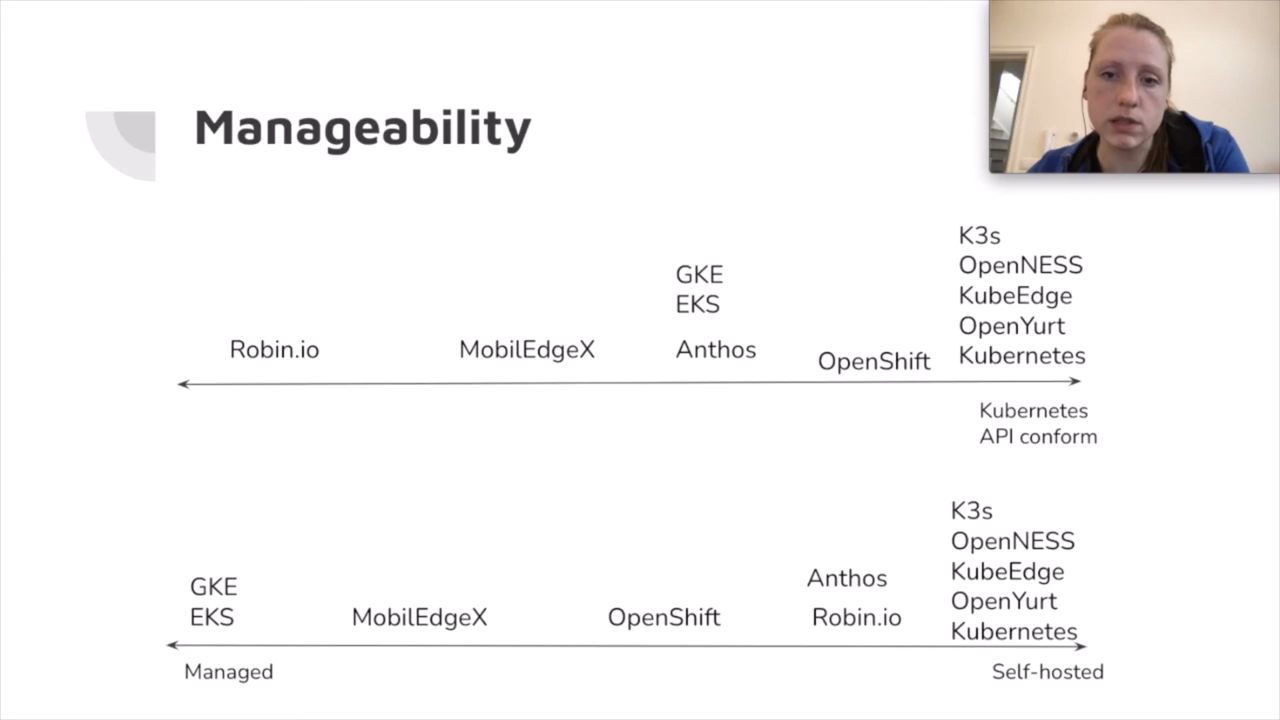 Manageability
K3s
OpenNESS
KubeEdge
OpenYurt
Kubernetes
GKE
EKS
Anthos
Robin.io
MobilEdgeX
OpenShift
Kubernetes
API conform
K3s
OpenNESS
KubeEdge
OpenYurt
Kubernetes
GKE
EKS
MobilEdgeX
OpenShift
Anthos
Robin.io
Managed
Self-hosted